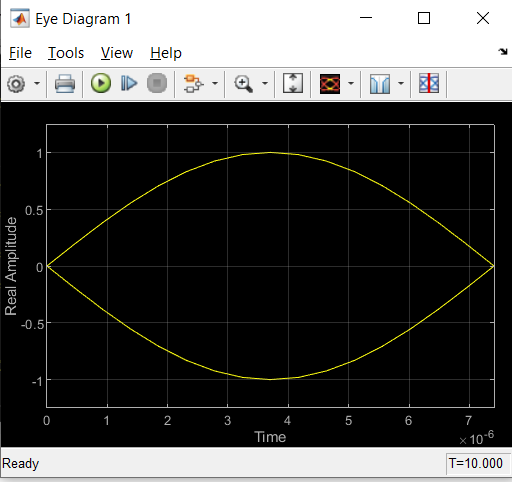 Eye Diagram 1
File Tools View Help
1
0.5
0
-0.5
-1
Real Amplitude
0 1 2 3 4 5 6 7
Time
×10^-6
Ready
T=10.000